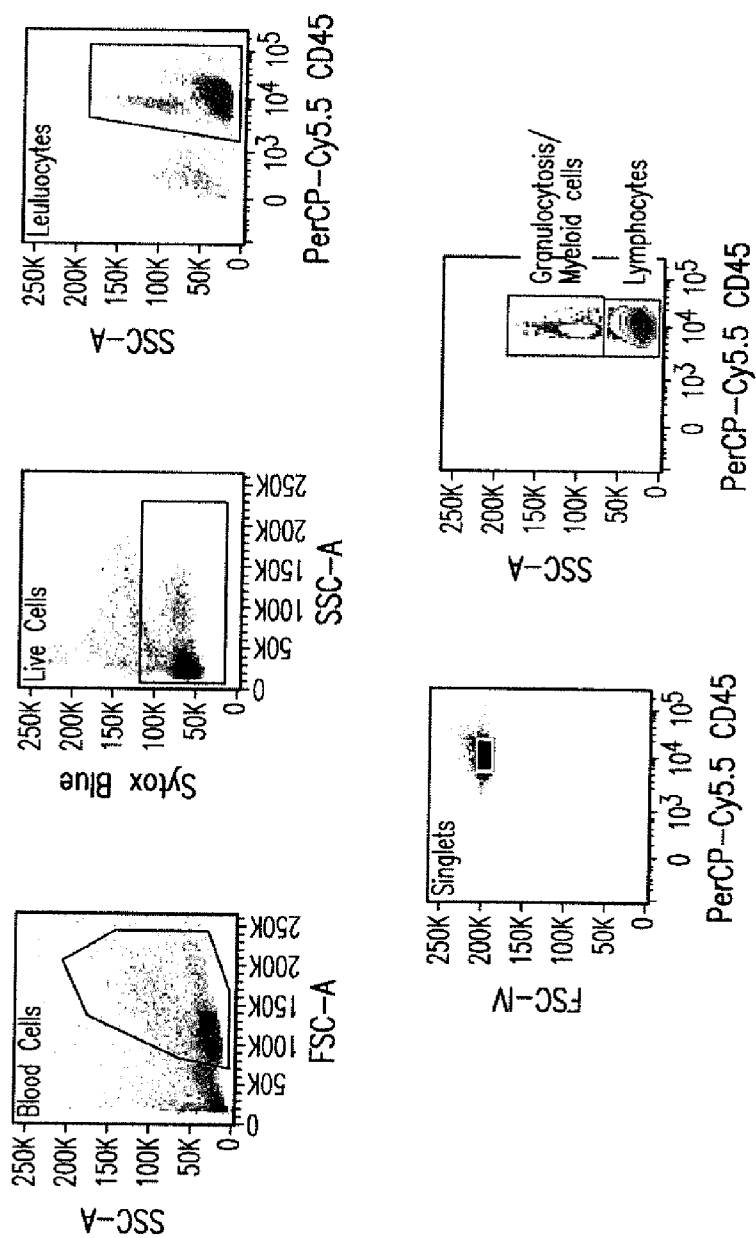 Blood Cells
SSC-A
250K
200K
150K
100K
50K
0
0
50K
100K
150K
200K
250K
FSC-A
Live Cells
Sytox Blue
250K
200K
150K
100K
50K
0
0
50K
100K
150K
200K
250K
SSC-A
Leuluocytes
SSC-A
250K
200K
150K
100K
50K
0
0 10³ 10⁴ 10⁵
PerCP-Cy5.5 CD45
Singlets
FSC-IV
250K
200K
150K
100K
50K
0
0 10³ 10⁴ 10⁵
PerCP-Cy5.5 CD45
SSC-A
250K
200K
150K
100K
50K
0
0 10³ 10⁴ 10⁵
PerCP-Cy5.5 CD45
Granulocytosis/
Myeloid cells
Lymphocytes